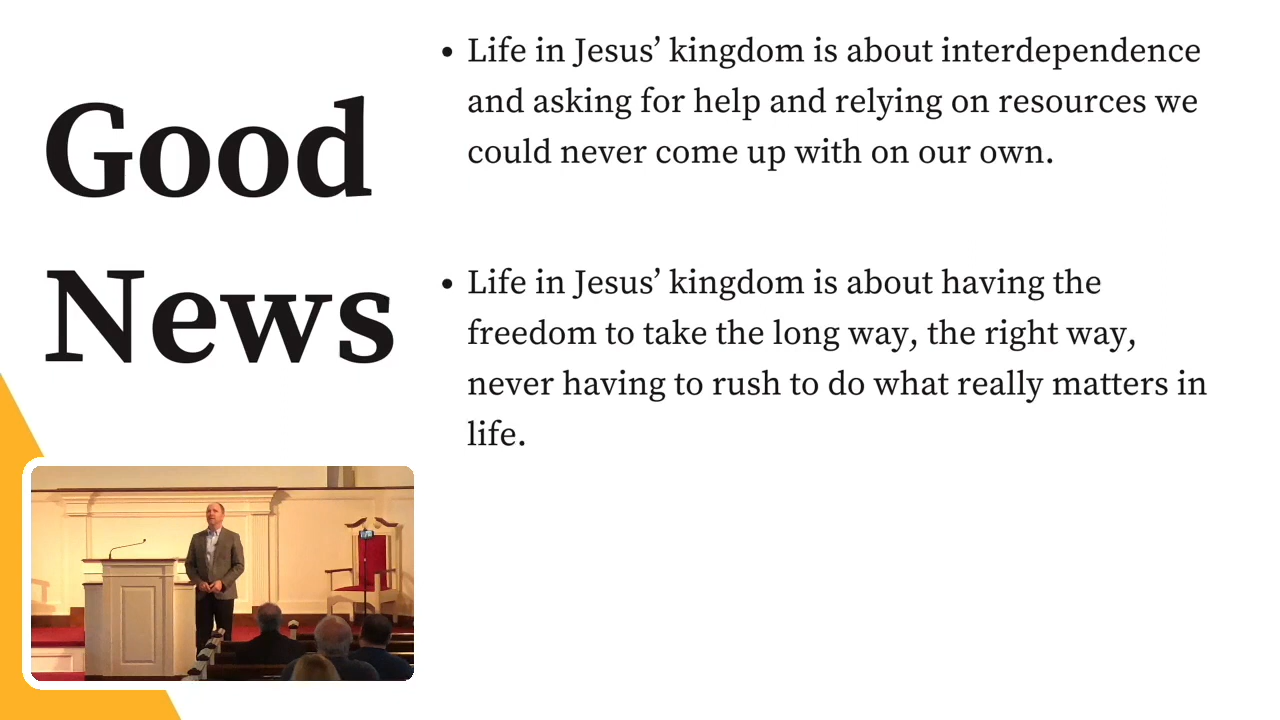 Good
News
• Life in Jesus’ kingdom is about interdependence
and asking for help and relying on resources we
could never come up with on our own.
• Life in Jesus’ kingdom is about having the
freedom to take the long way, the right way,
never having to rush to do what really matters in
life.